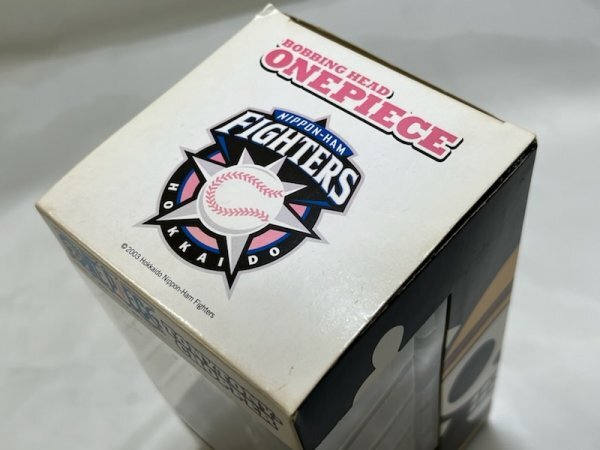 BOBBING HEAD
ONEPIECE
NIPPON-HAM
FIGHTERS
HOKKAIDO
© 2003 Hokkaido Nippon-Ham Fighters